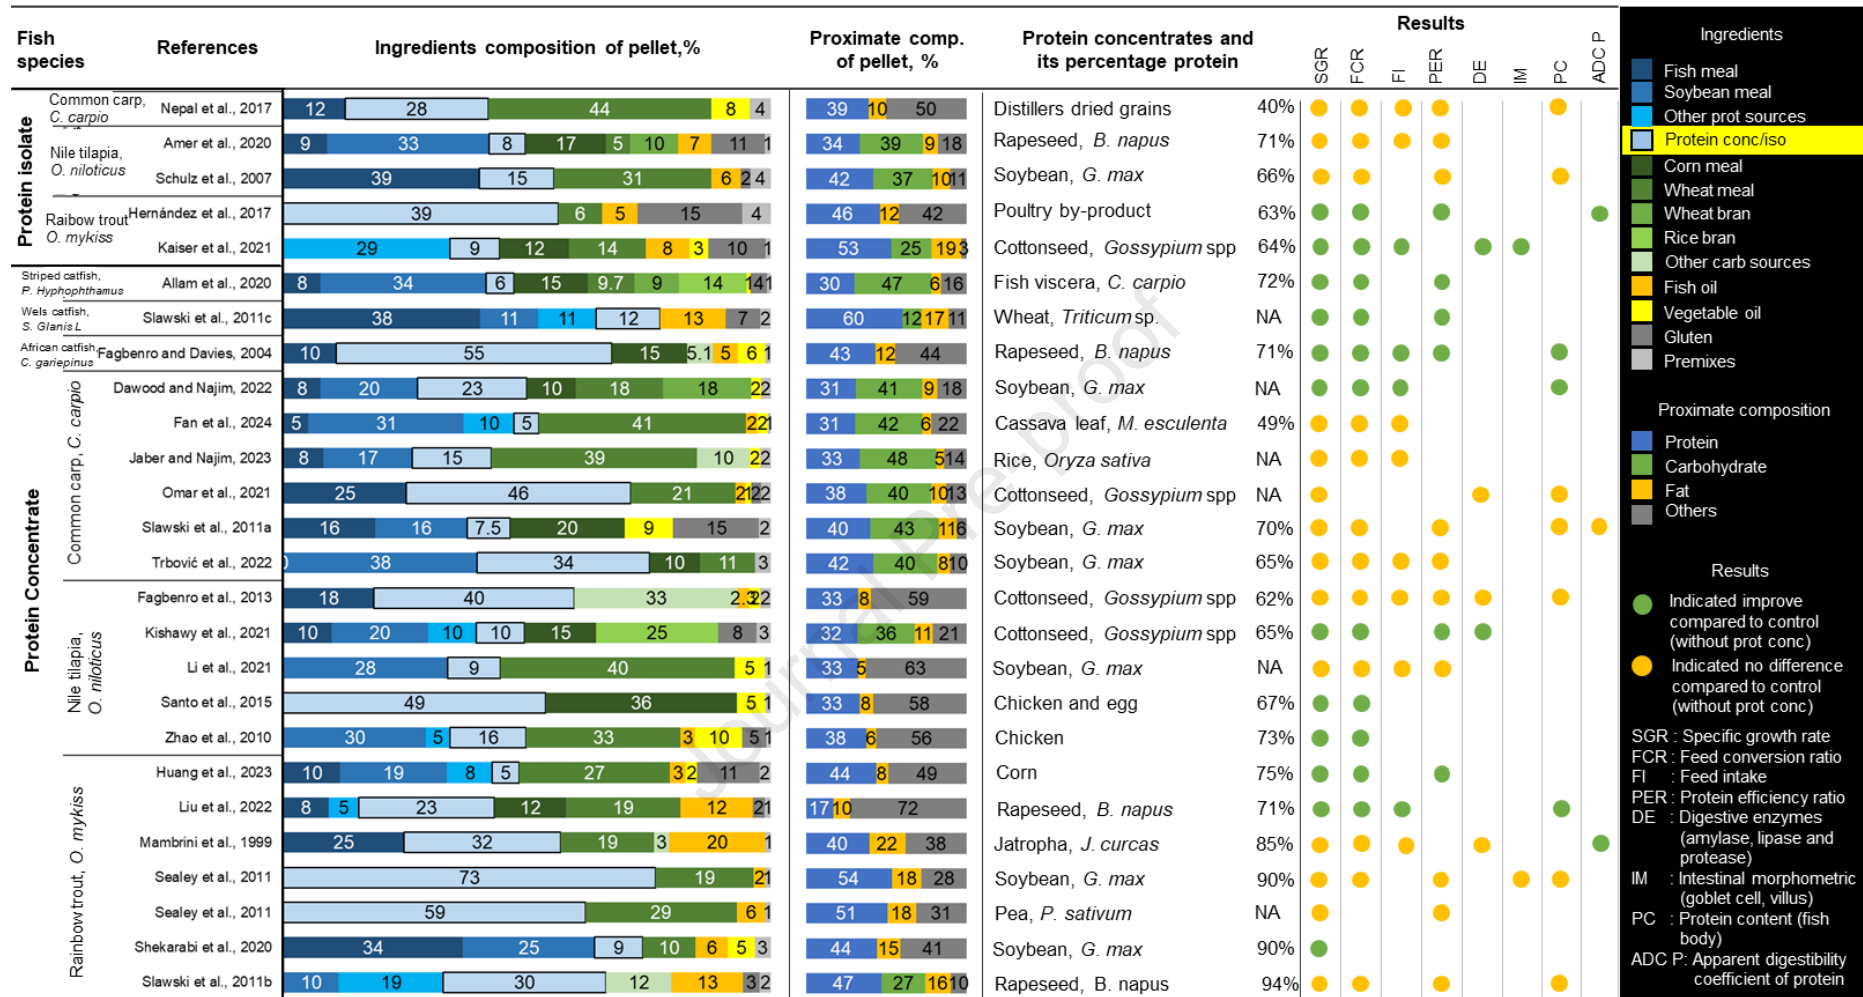 Fish species References Ingredients composition of pellet,% Proximate comp. of pellet, % Protein concentrates and its percentage protein Results
SGR FCR FI PER DE IM PC ADC P
Protein isolate
Common carp, C. carpio
Nepal et al., 2017 12 28 44 8 4 39 10 50 Distillers dried grains 40%
Nile tilapia, O. niloticus
Amer et al., 2020 9 33 8 17 5 10 7 11 1 34 39 9 18 Rapeseed, B. napus 71%
Schulz et al., 2007 39 15 31 6 2 4 42 37 10 11 Soybean, G. max 66%
Raibow trout O. mykiss
Hernández et al., 2017 39 6 5 15 4 46 12 42 Poultry by-product 63%
Kaiser et al., 2021 29 9 12 14 8 3 10 1 53 25 19 3 Cottonseed, Gossypium spp 64%
Protein Concentrate
Striped catfish, P. Hyphophthamus
Allam et al., 2020 8 34 6 15 9.7 9 14 1 4 1 30 47 6 16 Fish viscera, C. carpio 72%
Wels catfish, S. Glanis L
Slawski et al., 2011c 38 11 11 12 13 7 2 60 12 17 11 Wheat, Triticum sp. NA
African catfish, C. gariepinus
Fagbenro and Davies, 2004 10 55 15 5.1 5 6 1 43 12 44 Rapeseed, B. napus 71%
Common carp, C. carpio
Dawood and Najim, 2022 8 20 23 10 18 18 2 2 31 41 9 18 Soybean, G. max NA
Fan et al., 2024 5 31 10 5 41 2 2 1 31 42 6 22 Cassava leaf, M. esculenta 49%
Jaber and Najim, 2023 8 17 15 39 10 2 2 33 48 5 14 Rice, Oryza sativa NA
Omar et al., 2021 25 46 21 2 1 2 2 38 40 10 13 Cottonseed, Gossypium spp NA
Slawski et al., 2011a 16 16 7.5 20 9 15 2 40 43 11 6 Soybean, G. max 70%
Trbović et al., 2022 0 38 34 10 11 3 42 40 8 10 Soybean, G. max 65%
Nile tilapia, O. niloticus
Fagbenro et al., 2013 18 40 33 2.3 2 2 33 8 59 Cottonseed, Gossypium spp 62%
Kishawy et al., 2021 10 20 10 10 15 25 8 3 32 36 11 21 Cottonseed, Gossypium spp 65%
Li et al., 2021 28 9 40 5 1 33 5 63 Soybean, G. max NA
Santo et al., 2015 49 36 5 1 33 8 58 Chicken and egg 67%
Zhao et al., 2010 30 5 16 33 3 10 5 1 38 6 56 Chicken 73%
Rainbow trout, O. mykiss
Huang et al., 2023 10 19 8 5 27 3 2 11 2 44 8 49 Corn 75%
Liu et al., 2022 8 5 23 12 19 12 2 1 17 10 72 Rapeseed, B. napus 71%
Mambrini et al., 1999 25 32 19 3 20 1 40 22 38 Jatropha, J. curcas 85%
Sealey et al., 2011 73 19 2 1 54 18 28 Soybean, G. max 90%
Sealey et al., 2011 59 29 6 1 51 18 31 Pea, P. sativum NA
Shekarabi et al., 2020 34 25 9 10 6 5 3 44 15 41 Soybean, G. max 90%
Slawski et al., 2011b 10 19 30 12 13 3 2 47 27 16 10 Rapeseed, B. napus 94%
Journal Pre-proof
Ingredients
Fish meal
Soybean meal
Other prot sources
Protein conc/iso
Corn meal
Wheat meal
Wheat bran
Rice bran
Other carb sources
Fish oil
Vegetable oil
Gluten
Premixes
Proximate composition
Protein
Carbohydrate
Fat
Others
Results
Indicated improve
compared to control
(without prot conc)
Indicated no difference
compared to control
(without prot conc)
SGR : Specific growth rate
FCR : Feed conversion ratio
FI : Feed intake
PER : Protein efficiency ratio
DE : Digestive enzymes
(amylase, lipase and
protease)
IM : Intestinal morphometric
(goblet cell, villus)
PC : Protein content (fish
body)
ADC P: Apparent digestibility
coefficient of protein